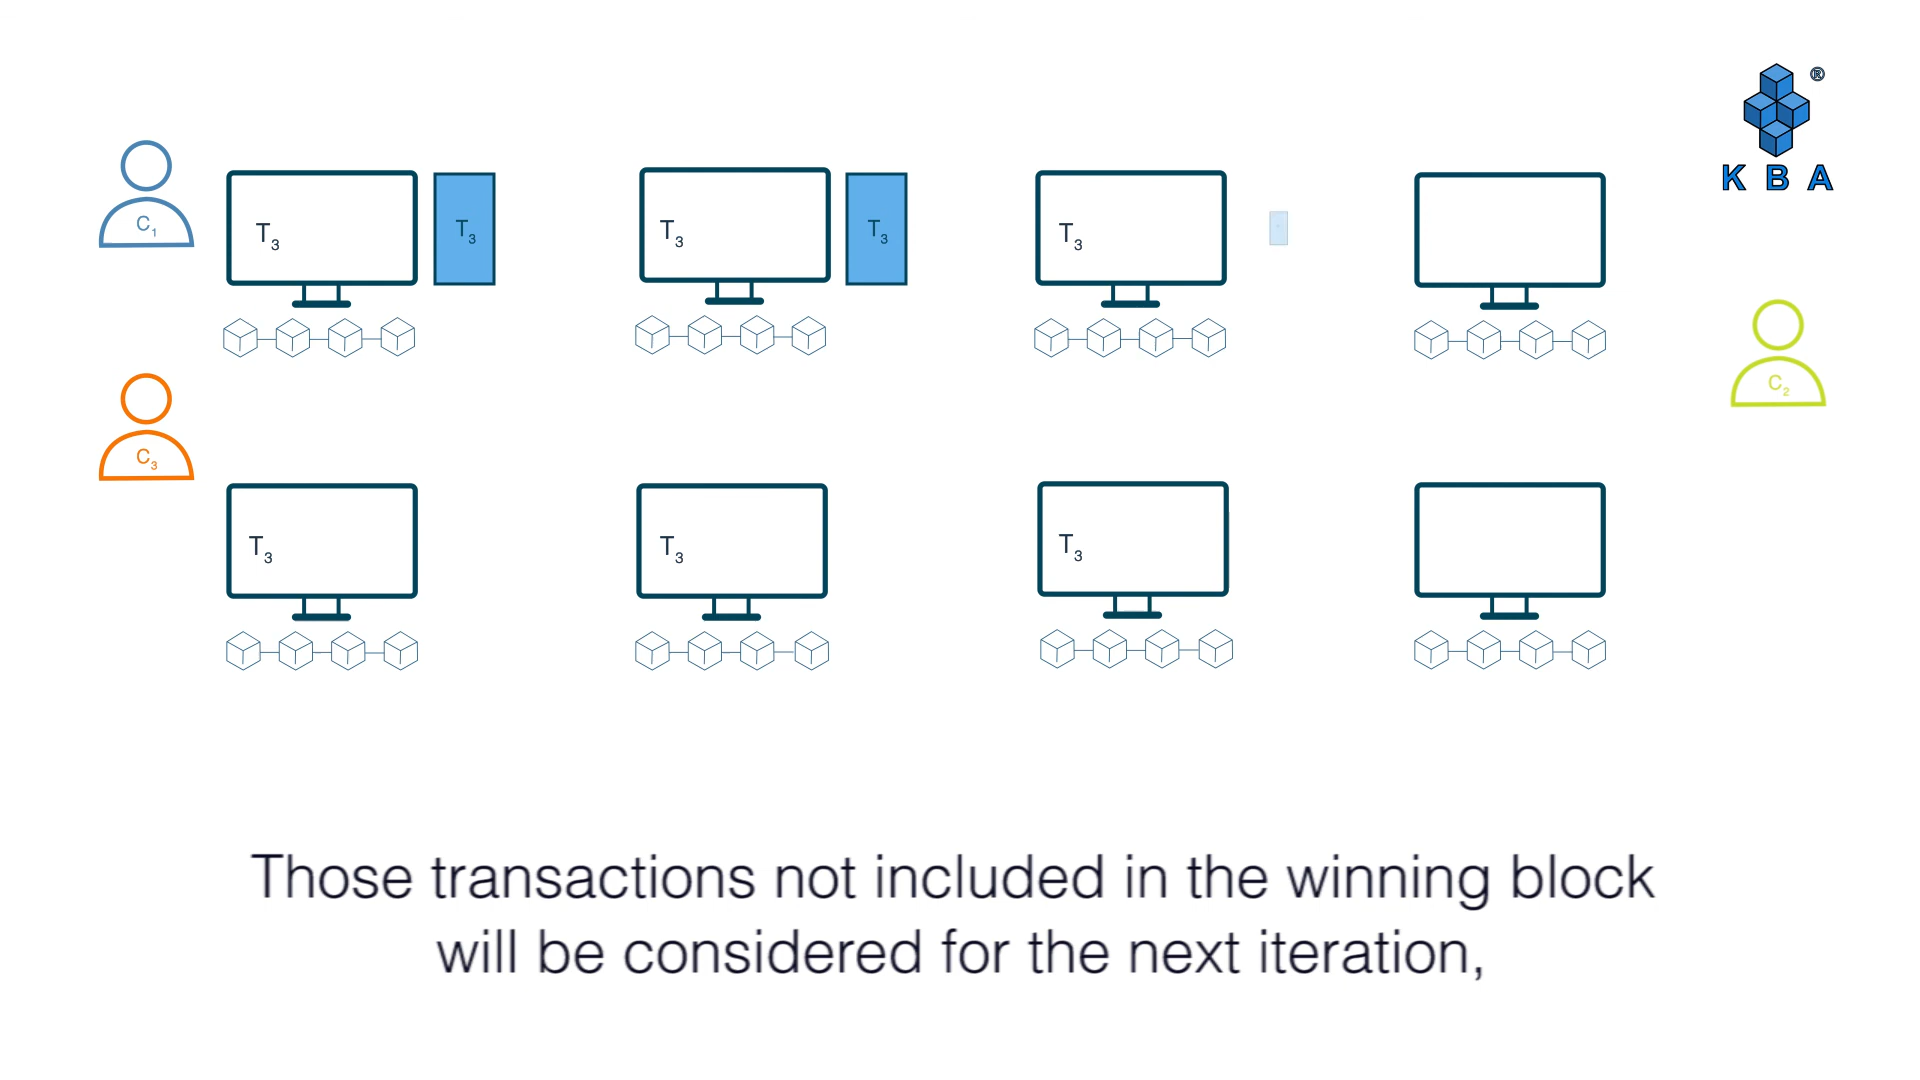 ®
K B A
C1
T3
T3
T3
T3
T3
C2
C3
T3
T3
T3
Those transactions not included in the winning block
will be considered for the next iteration,